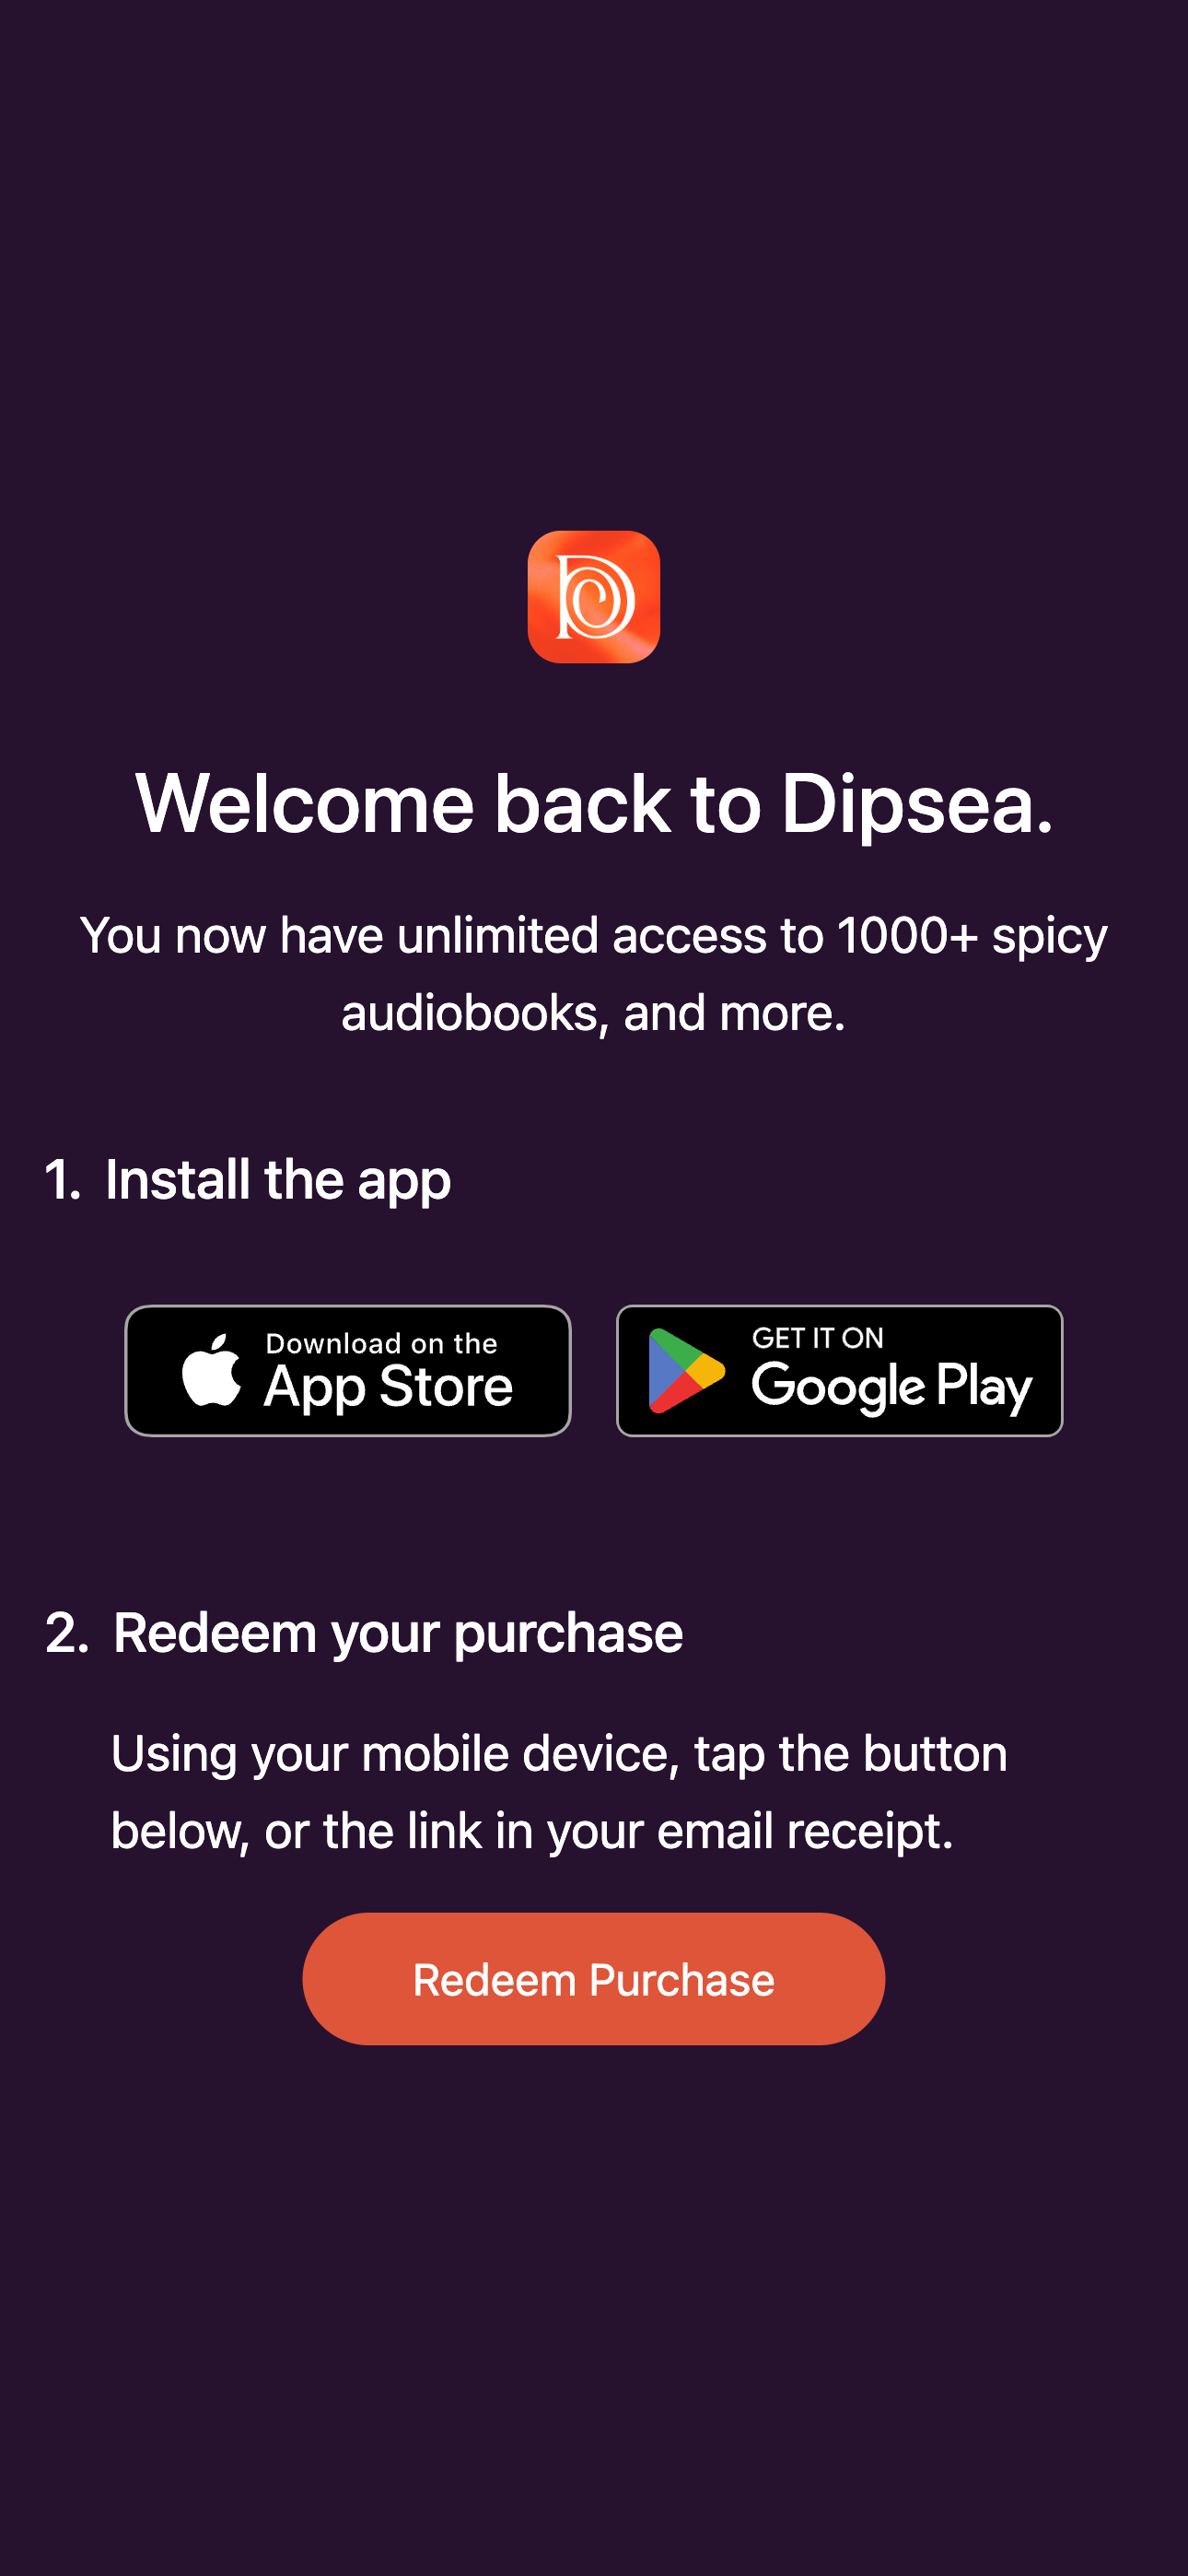 Welcome back to Dipsea.
You now have unlimited access to 1000+ spicy
audiobooks, and more.
1. Install the app
Download on the
App Store
GET IT ON
Google Play
2. Redeem your purchase
Using your mobile device, tap the button
below, or the link in your email receipt.
Redeem Purchase